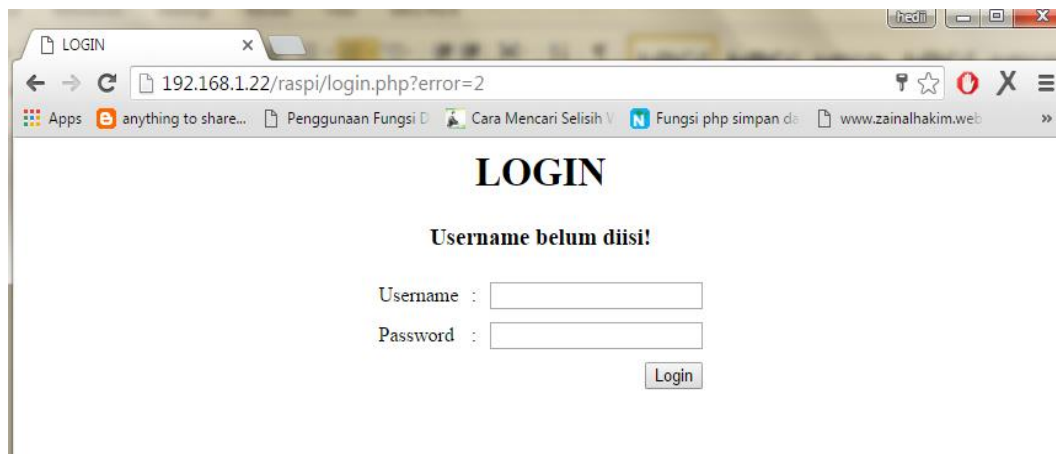 hedi
LOGIN
192.168.1.22/raspi/login.php?error=2
Apps anything to share... Penggunaan Fungsi D Cara Mencari Selisih Fungsi php simpan da www.zainalhakim.web
LOGIN
Username belum diisi!
Username :
Password :
Login